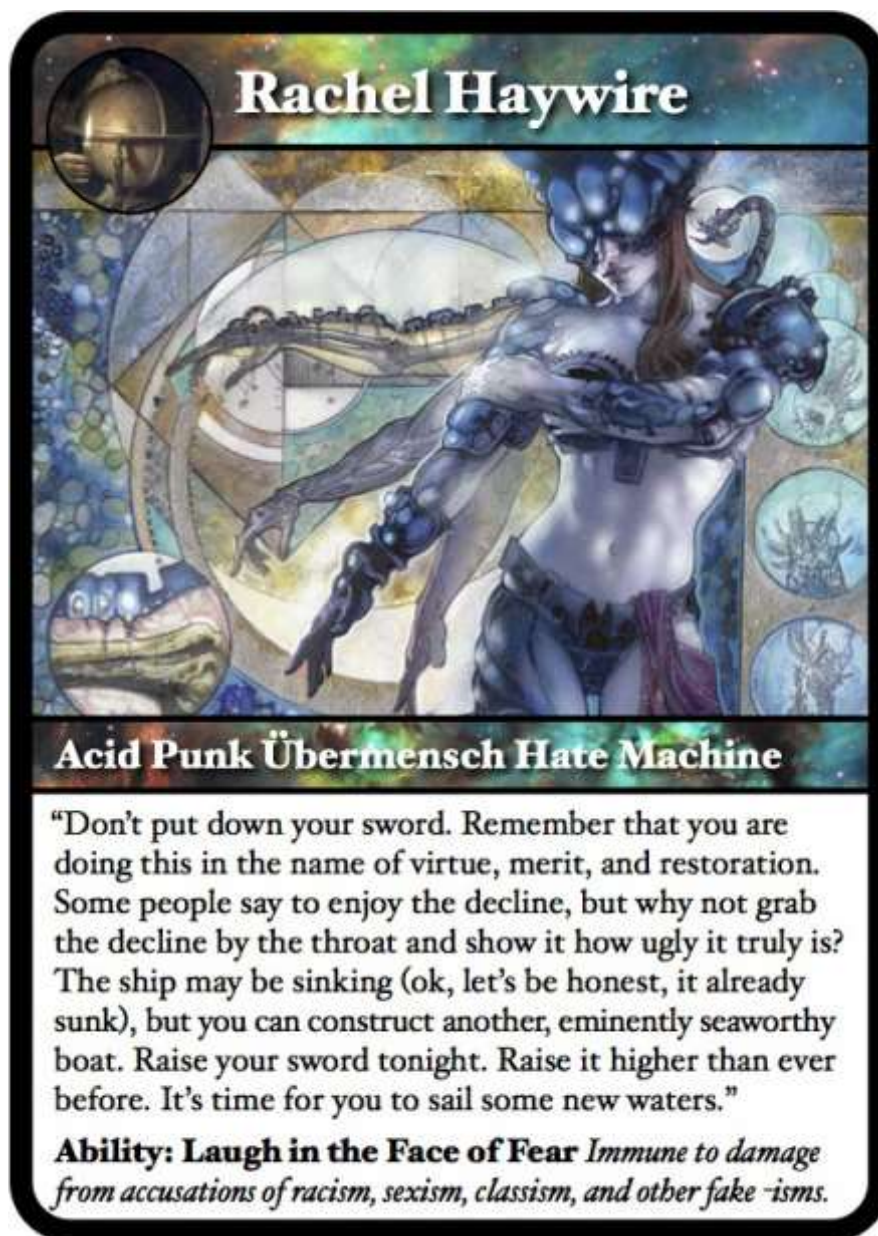 Rachel Haywire
Acid Punk Übermensch Hate Machine
“Don’t put down your sword. Remember that you are
doing this in the name of virtue, merit, and restoration.
Some people say to enjoy the decline, but why not grab
the decline by the throat and show it how ugly it truly is?
The ship may be sinking (ok, let’s be honest, it already
sunk), but you can construct another, eminently seaworthy
boat. Raise your sword tonight. Raise it higher than ever
before. It’s time for you to sail some new waters.”
Ability: Laugh in the Face of Fear Immune to damage
from accusations of racism, sexism, classism, and other fake -isms.